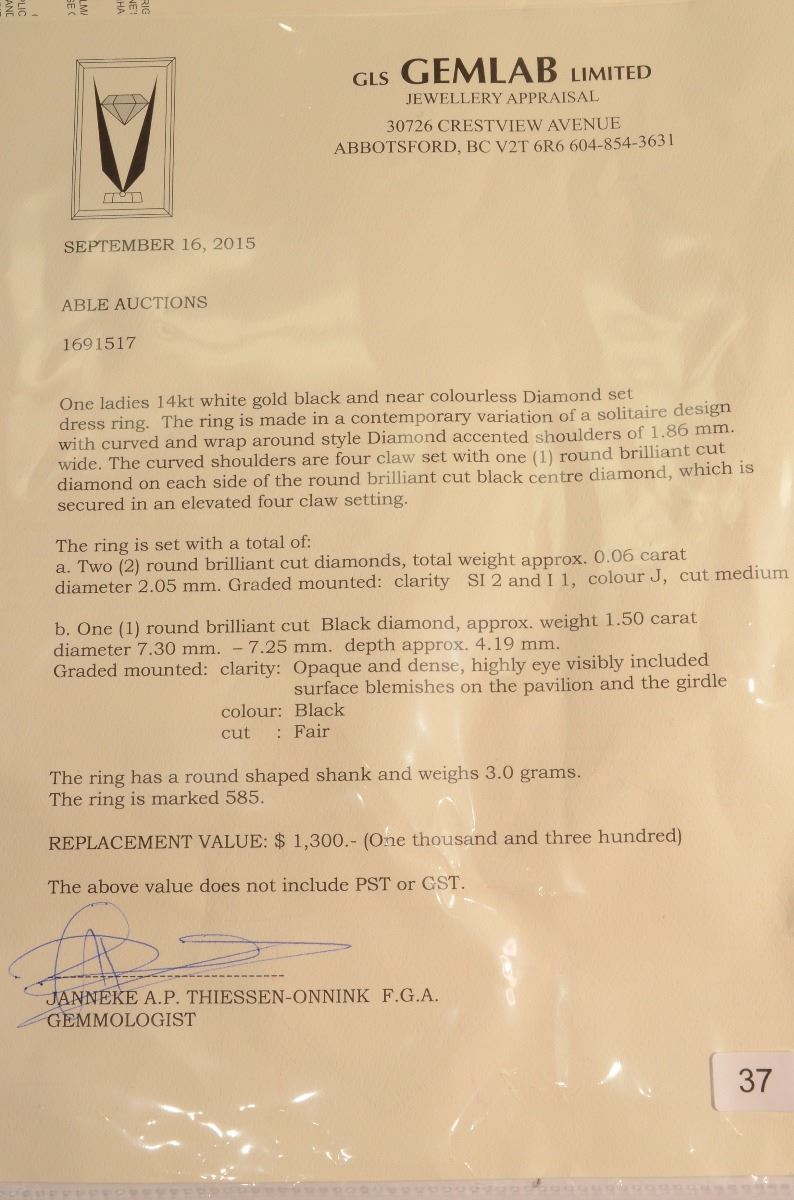 GLS GEMLAB LIMITED
JEWELLERY APPRAISAL
30726 CRESTVIEW AVENUE
ABBOTSFORD, BC V2T 6R6 604-854-3631
SEPTEMBER 16, 2015
ABLE AUCTIONS
1691517
One ladies 14kt white gold black and near colourless Diamond set
dress ring. The ring is made in a contemporary variation of a solitaire design
with curved and wrap around style Diamond accented shoulders of 1.86 mm.
wide. The curved shoulders are four claw set with one (1) round brilliant cut
diamond on each side of the round brilliant cut black centre diamond, which is
secured in an elevated four claw setting.
The ring is set with a total of:
a. Two (2) round brilliant cut diamonds, total weight approx. 0.06 carat
diameter 2.05 mm. Graded mounted: clarity SI 2 and I 1, colour J, cut medium
b. One (1) round brilliant cut Black diamond, approx. weight 1.50 carat
diameter 7.30 mm. – 7.25 mm. depth approx. 4.19 mm.
Graded mounted: clarity: Opaque and dense, highly eye visibly included
surface blemishes on the pavilion and the girdle
colour: Black
cut : Fair
The ring has a round shaped shank and weighs 3.0 grams.
The ring is marked 585.
REPLACEMENT VALUE: $ 1,300.- (One thousand and three hundred)
The above value does not include PST or GST.
JANNEKE A.P. THIESSEN-ONNINK F.G.A.
GEMMOLOGIST
37